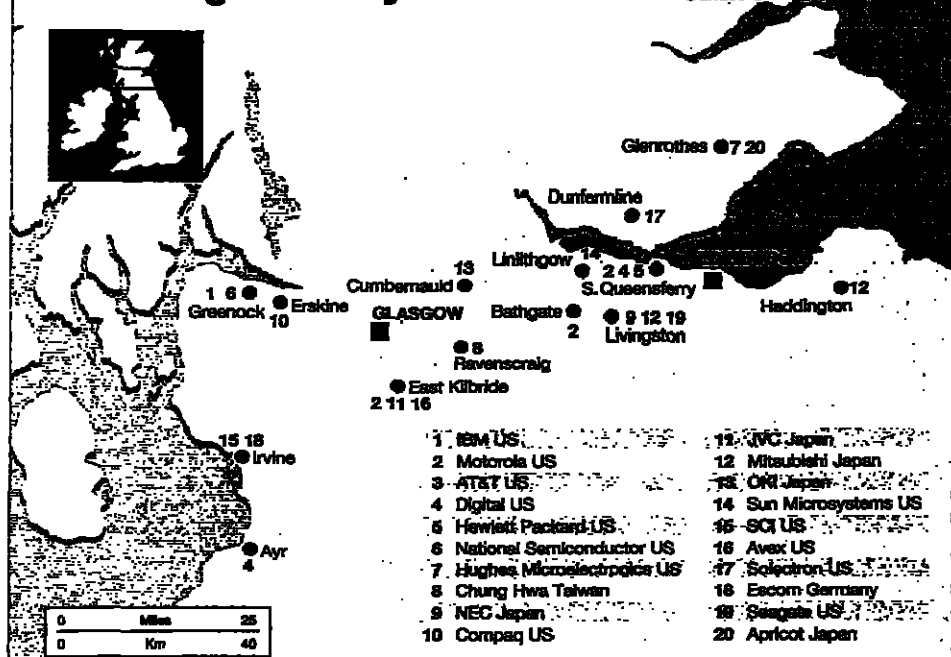 Glenrothes 7 20
Dunfermline
17
Linlithgow 14
2 4 5
S. Queensferry
12
Haddington
13
Cumbernauld
1 6
Greenock
10
Erskine
GLASGOW
Bathgate
2
9 12 19
Livingston
8
Ravenscraig
East Kilbride
2 11 16
15 18
Irvine
Ayr
4
1 IBM US
2 Motorola US
3 AT&T US
4 Digital US
5 Hewlett Packard US
6 National Semiconductor US
7 Hughes Microelectronics US
8 Chung Hwa Taiwan
9 NEC Japan
10 Compaq US
11 JVC Japan
12 Mitsubishi Japan
13 OKI Japan
14 Sun Microsystems US
15 SCI US
16 Avex US
17 Solectron US
18 Escom Germany
19 Seagate US
20 Apricot Japan
0 Miles 25
0 Km 40